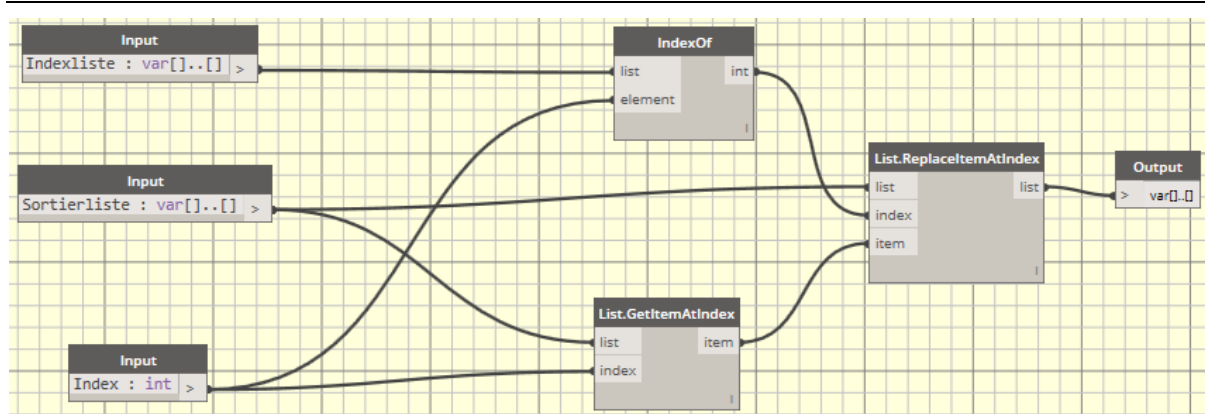 Input
Indexliste : var[]..[] >
IndexOf
list int
element
l
Input
Sortierliste : var[]..[] >
List.ReplaceItemAtIndex
list list
index
item
l
Output
> var[]..[]
List.GetItemAtIndex
list item
index
l
Input
Index : int >